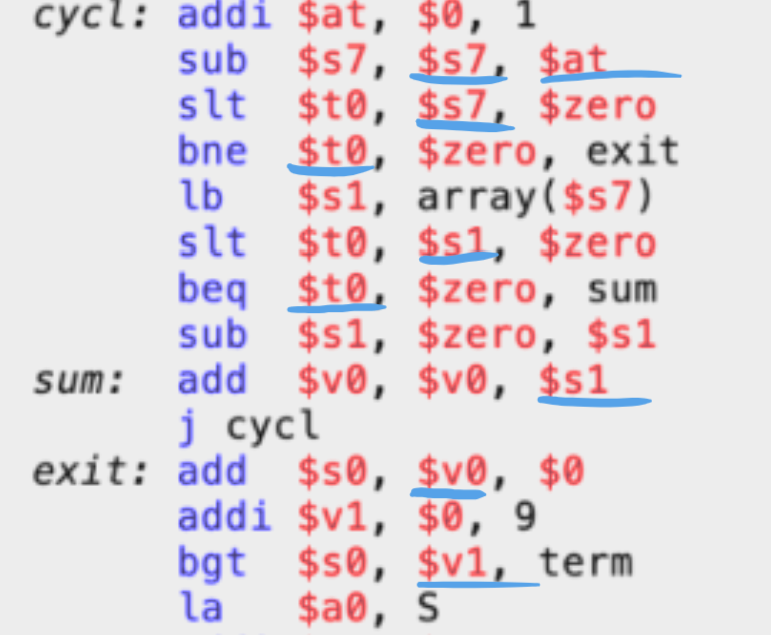 cycl: addi $at, $0, 1
sub $s7, $s7, $at
slt $t0, $s7, $zero
bne $t0, $zero, exit
lb $s1, array($s7)
slt $t0, $s1, $zero
beq $t0, $zero, sum
sub $s1, $zero, $s1
sum: add $v0, $v0, $s1
j cycl
exit: add $s0, $v0, $0
addi $v1, $0, 9
bgt $s0, $v1, term
la $a0, S